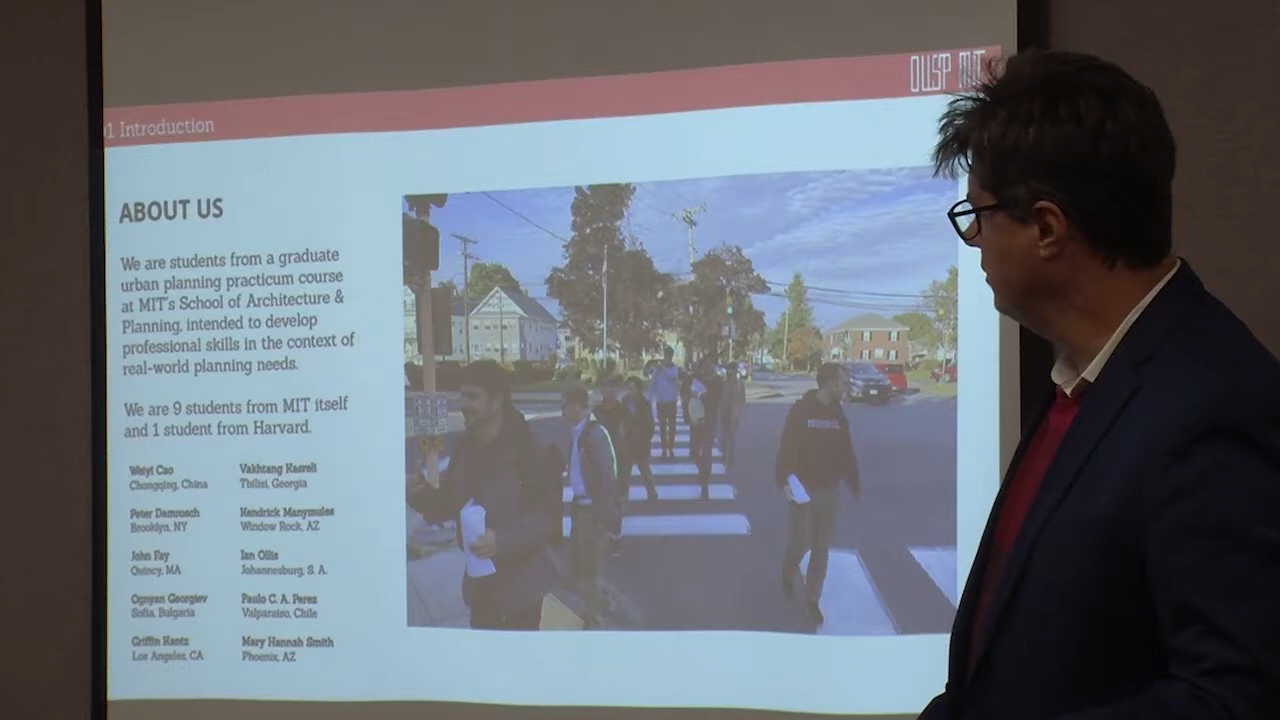 01 Introduction
DUSP MIT
ABOUT US
We are students from a graduate
urban planning practicum course
at MIT's School of Architecture &
Planning, intended to develop
professional skills in the context of
real-world planning needs.
We are 9 students from MIT itself
and 1 student from Harvard.
Weiyi Cao
Chongqing, China
Peter Damrosch
Brooklyn, NY
John Fay
Quincy, MA
Ognyan Georgiev
Sofia, Bulgaria
Griffin Kantz
Los Angeles, CA
Vakhtang Kasreli
Tbilisi, Georgia
Kendrick Manymules
Window Rock, AZ
Ian Ollis
Johannesburg, S. A.
Paulo C. A. Perez
Valparaiso, Chile
Mary Hannah Smith
Phoenix, AZ